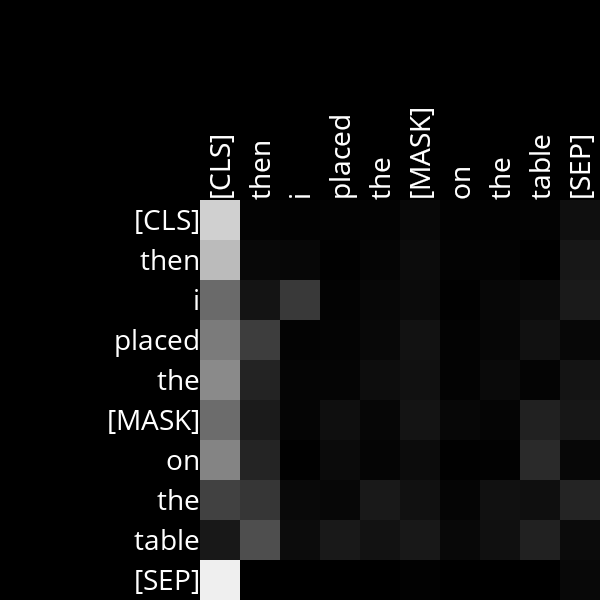 [CLS]
then
i
placed
the
[MASK]
on
the
table
[SEP]
[CLS]
then
i
placed
the
[MASK]
on
the
table
[SEP]